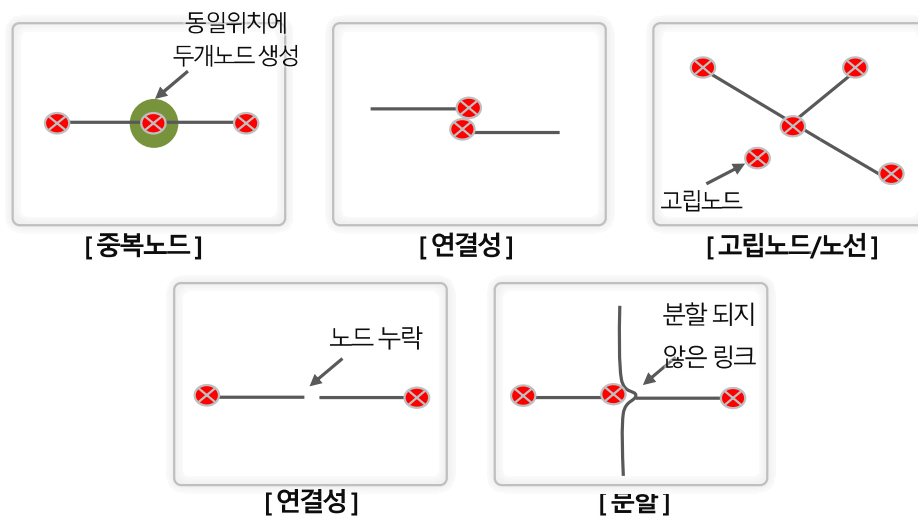 동일위치에
두개노드 생성
[ 중복노드 ]
[ 연결성 ]
고립노드
[ 고립노드/노선 ]
노드 누락
[ 연결성 ]
분할 되지
않은 링크
[ 분할 ]